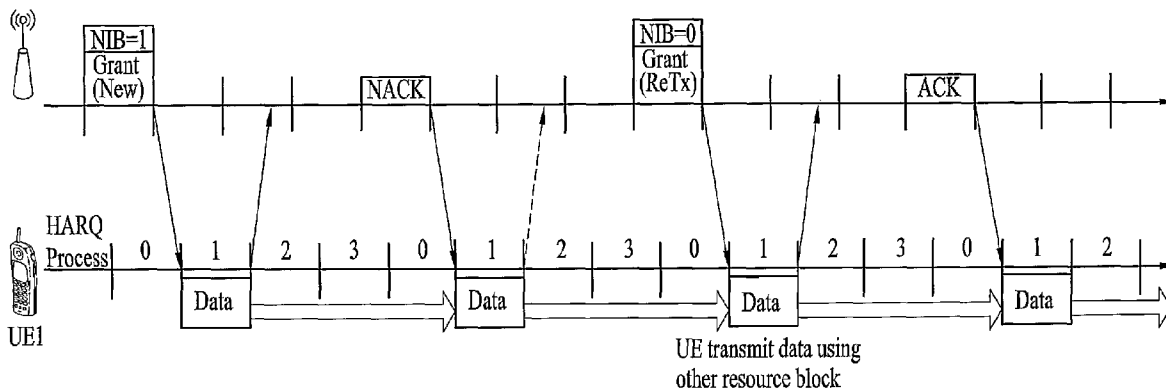 NIB=1
Grant
(New)
NACK
NIB=0
Grant
(ReTx)
ACK
HARQ
Process
0 1 2 3 0 1 2 3 0 1 2 3 0 1 2
Data Data Data Data
UE1
UE transmit data using
other resource block